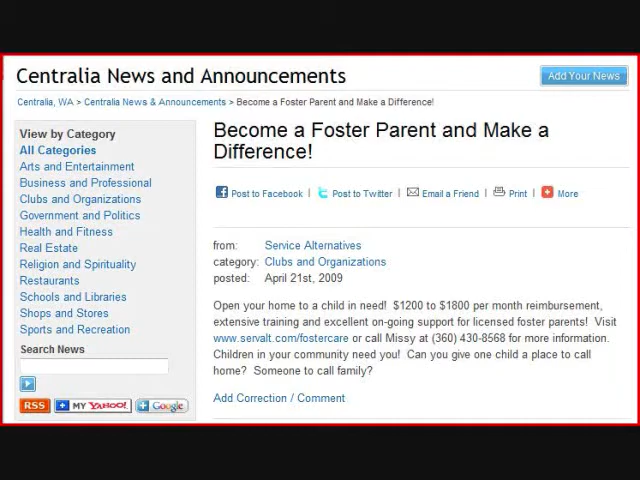 Centralia News and Announcements
Add Your News
Centralia, WA > Centralia News & Announcements > Become a Foster Parent and Make a Difference!
View by Category
All Categories
Arts and Entertainment
Business and Professional
Clubs and Organizations
Government and Politics
Health and Fitness
Real Estate
Religion and Spirituality
Restaurants
Schools and Libraries
Shops and Stores
Sports and Recreation
Search News
RSS + MY YAHOO! + Google
Become a Foster Parent and Make a
Difference!
Post to Facebook | Post to Twitter | Email a Friend | Print | More
from: Service Alternatives
category: Clubs and Organizations
posted: April 21st, 2009
Open your home to a child in need! $1200 to $1800 per month reimbursement,
extensive training and excellent on-going support for licensed foster parents! Visit
www.servalt.com/fostercare or call Missy at (360) 430-8568 for more information.
Children in your community need you! Can you give one child a place to call
home? Someone to call family?
Add Correction / Comment